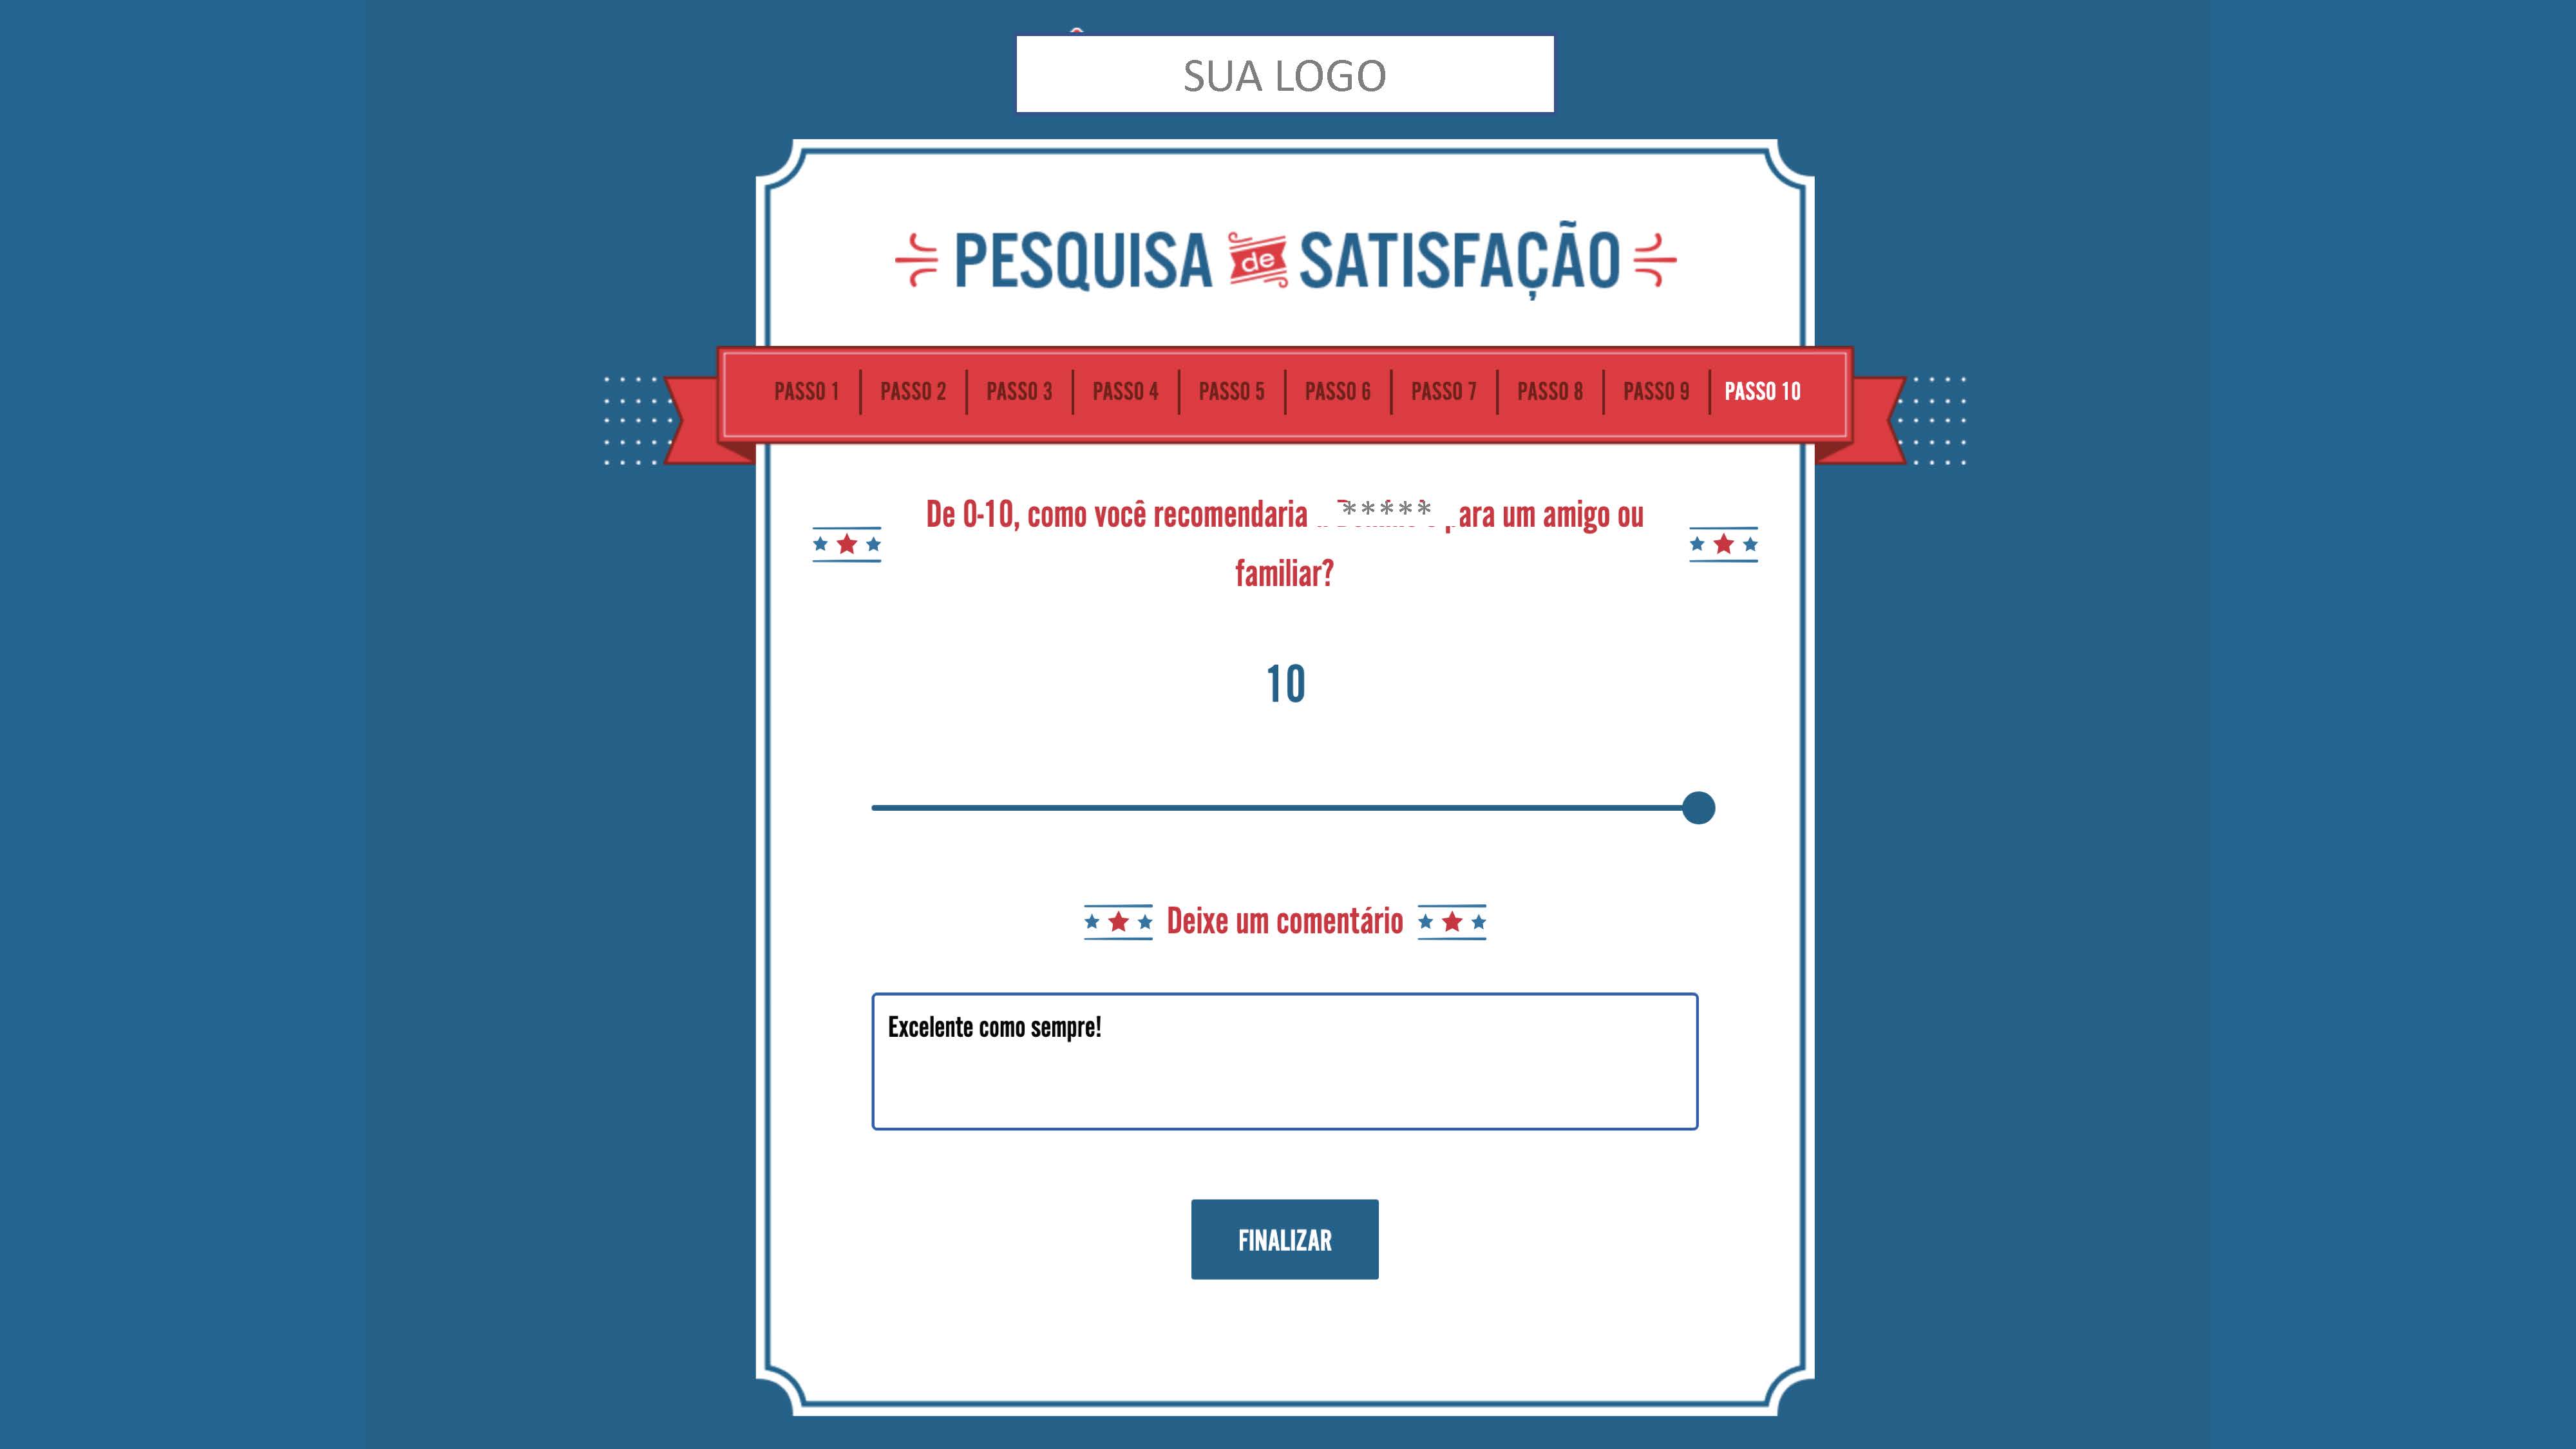 SUA LOGO
PESQUISA de SATISFAÇÃO
PASSO 1 PASSO 2 PASSO 3 PASSO 4 PASSO 5 PASSO 6 PASSO 7 PASSO 8 PASSO 9 PASSO 10
De 0-10, como você recomendaria ***** para um amigo ou
familiar?
10
Deixe um comentário
Excelente como sempre!
FINALIZAR